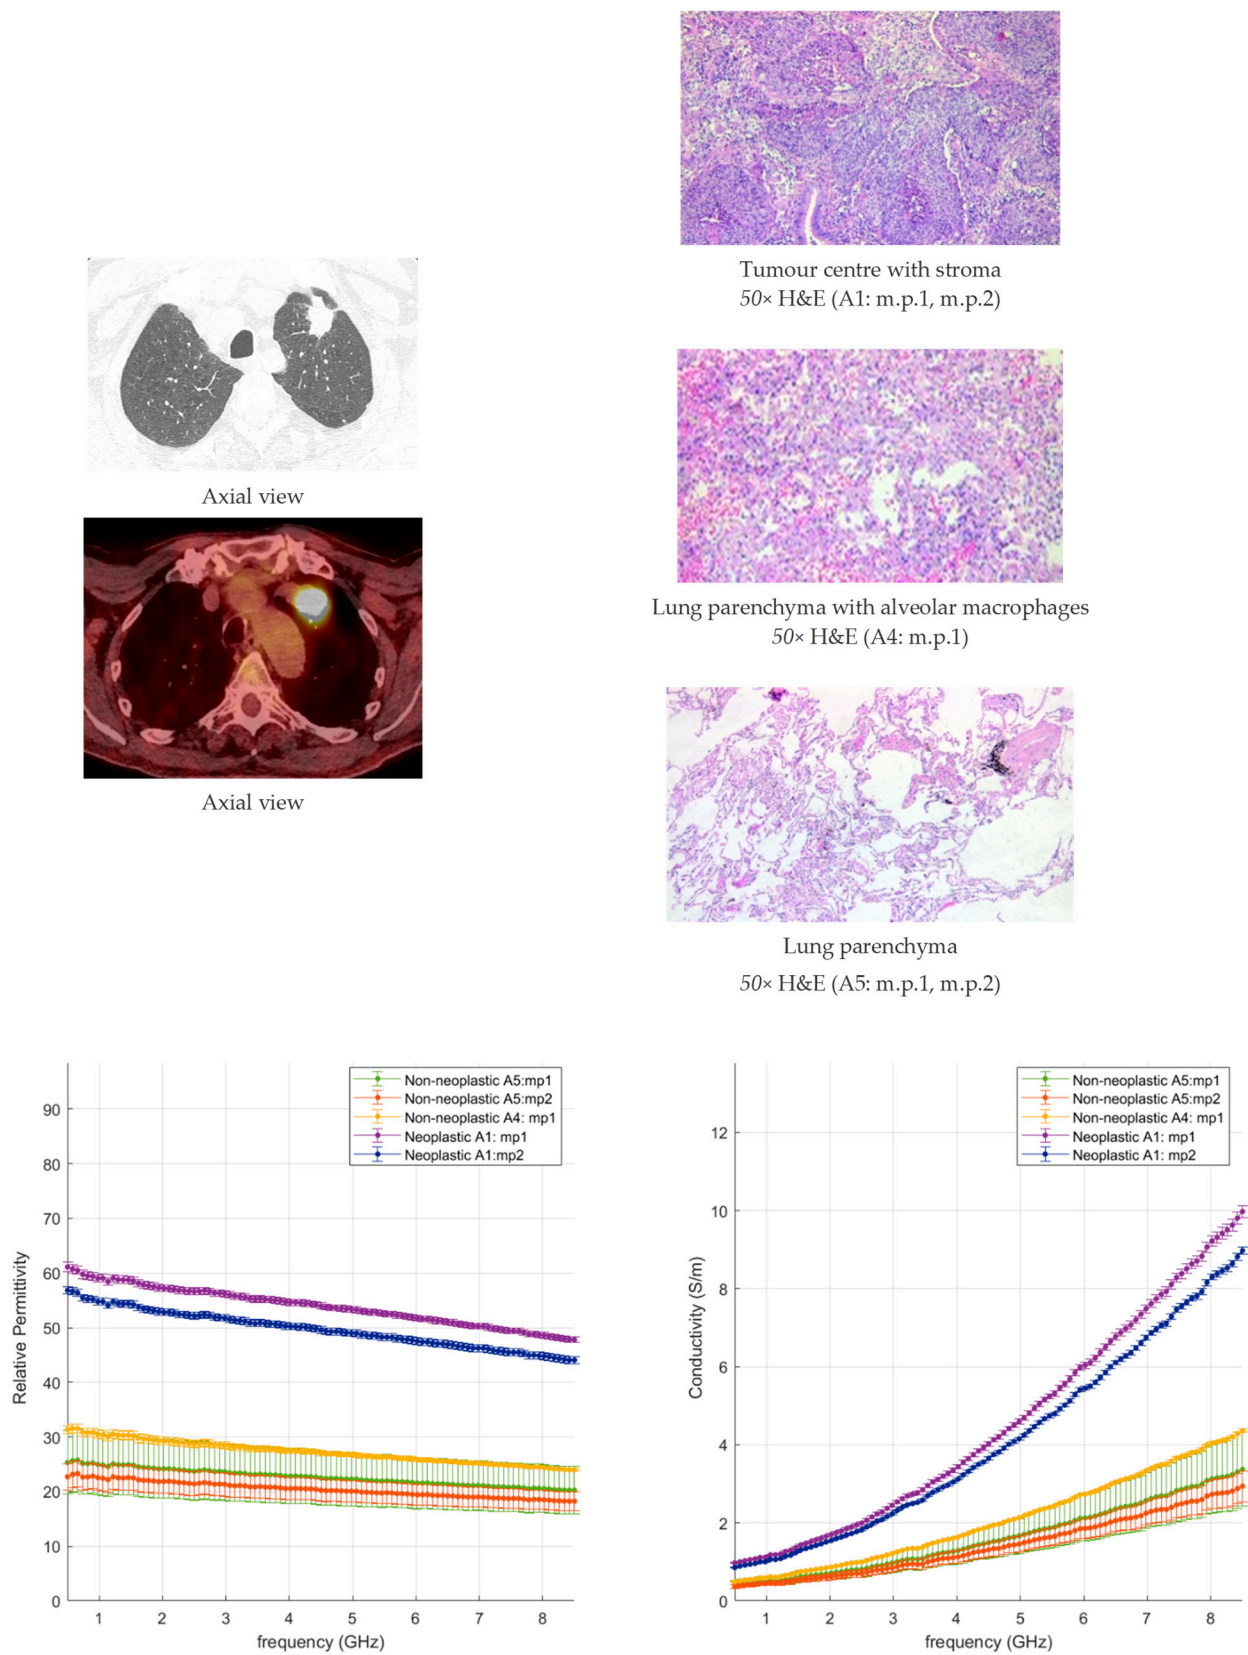 Tumour centre with stroma
50× H&E (A1: m.p.1, m.p.2)
Axial view
Lung parenchyma with alveolar macrophages
50× H&E (A4: m.p.1)
Axial view
Lung parenchyma
50× H&E (A5: m.p.1, m.p.2)
Relative Permittivity
90
80
70
60
50
40
30
20
10
0
1 2 3 4 5 6 7 8
frequency (GHz)
Non-neoplastic A5:mp1
Non-neoplastic A5:mp2
Non-neoplastic A4: mp1
Neoplastic A1: mp1
Neoplastic A1:mp2
Conductivity (S/m)
12
10
8
6
4
2
0
1 2 3 4 5 6 7 8
frequency (GHz)
Non-neoplastic A5:mp1
Non-neoplastic A5:mp2
Non-neoplastic A4: mp1
Neoplastic A1: mp1
Neoplastic A1: mp2